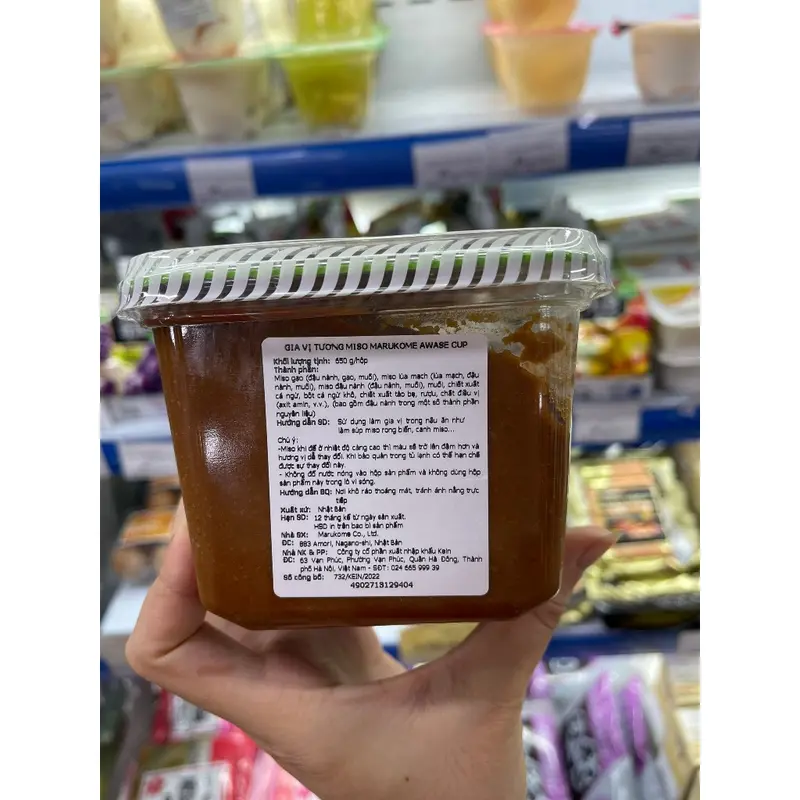 GIA VỊ TƯƠNG MISO MARUKOME AWASE CUP
Khối lượng tịnh: 650 g/hộp
Thành phần:
Miso gạo (đậu nành, gạo, muối), miso lúa mạch (lúa mạch, đậu
nành, muối), miso đậu nành (đậu nành, muối), muối, chiết xuất
cá ngừ, bột cá ngừ khô, chiết xuất tảo bẹ, rượu, chất điều vị
(axit amin, v.v.), (bao gồm đậu nành trong một số thành phần
nguyên liệu)
Hướng dẫn SD: Sử dụng làm gia vị trong nấu ăn như
làm súp miso rong biển, canh miso...
Chú ý:
-Miso khi để ở nhiệt độ càng cao thì màu sẽ trở lên đậm hơn và
hương vị dễ thay đổi. Khi bảo quản trong tủ lạnh có thể hạn chế
được sự thay đổi này.
- Không đổ nước nóng vào hộp sản phẩm và không dùng hộp
sản phẩm này trong lò vi sóng.
Hướng dẫn BQ: Nơi khô ráo thoáng mát, tránh ánh nắng trực
tiếp
Xuất xứ: Nhật Bản
Hạn SD: 12 tháng kể từ ngày sản xuất.
HSD in trên bao bì sản phẩm
Nhà SX: Marukome Co., Ltd.
ĐC: 883 Amori, Nagano-shi, Nhật Bản
Nhà NK & PP: Công ty cổ phần xuất nhập khẩu Kein
ĐC: 63 Vạn Phúc, Phường Vạn Phúc, Quận Hà Đông, Thành
phố Hà Nội, Việt Nam - SĐT: 024 665 999 39
Số công bố: 732/KEIN/2022
4902713129404